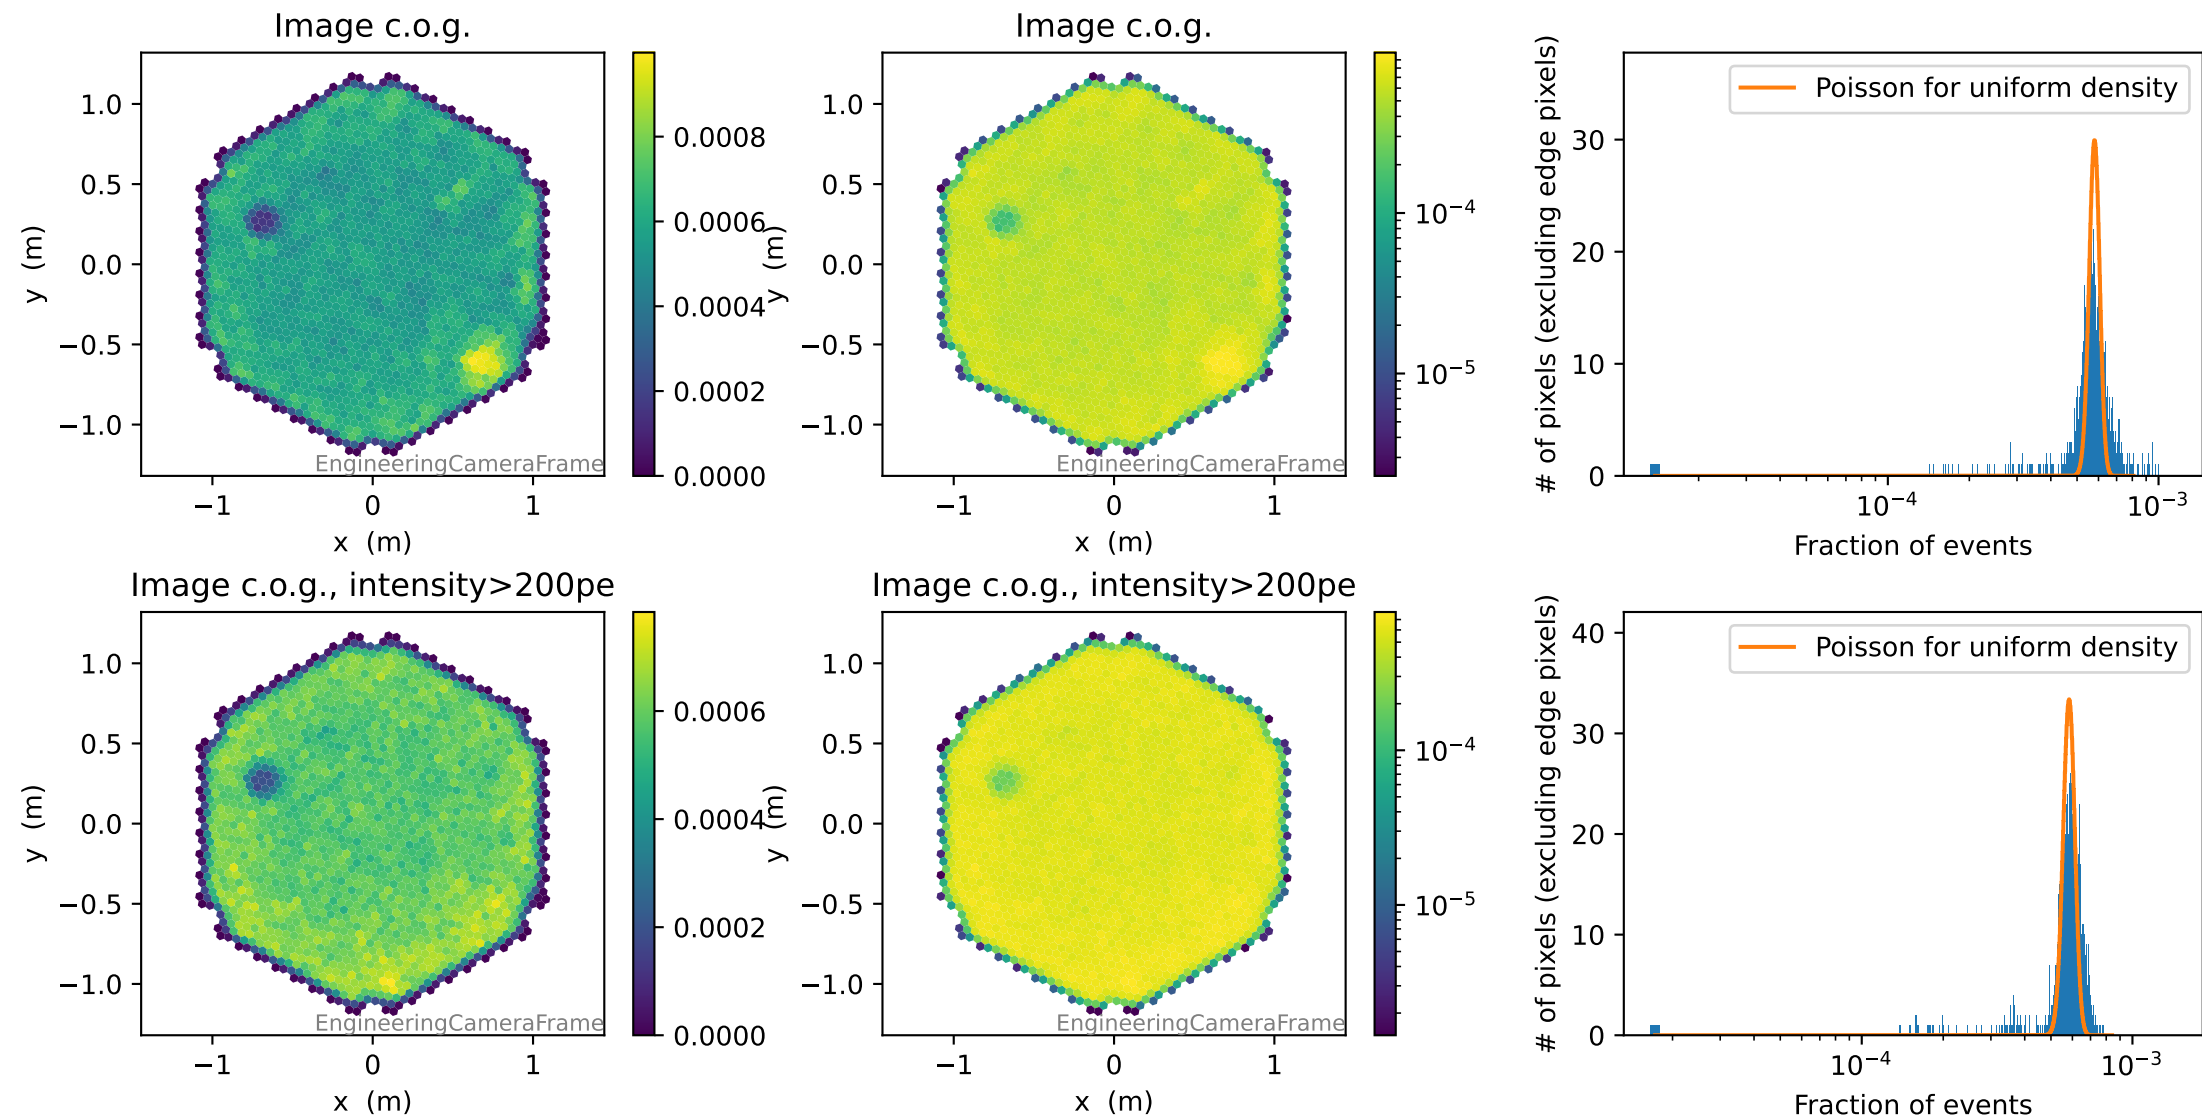 Image c.o.g.
1.0
0.5
0.0
−0.5
−1.0
y (m)
−1 0 1
x (m)
EngineeringCameraFrame
0.0008
0.0006
0.0004
0.0002
0.0000
Image c.o.g.
1.0
0.5
0.0
−0.5
−1.0
y (m)
−1 0 1
x (m)
EngineeringCameraFrame
10⁻⁴
10⁻⁵
# of pixels (excluding edge pixels)
30
20
10
0
Poisson for uniform density
10⁻⁴ 10⁻³
Fraction of events
Image c.o.g., intensity>200pe
1.0
0.5
0.0
−0.5
−1.0
y (m)
−1 0 1
x (m)
EngineeringCameraFrame
0.0006
0.0004
0.0002
0.0000
Image c.o.g., intensity>200pe
1.0
0.5
0.0
−0.5
−1.0
y (m)
−1 0 1
x (m)
EngineeringCameraFrame
10⁻⁴
10⁻⁵
# of pixels (excluding edge pixels)
40
30
20
10
0
Poisson for uniform density
10⁻⁴ 10⁻³
Fraction of events